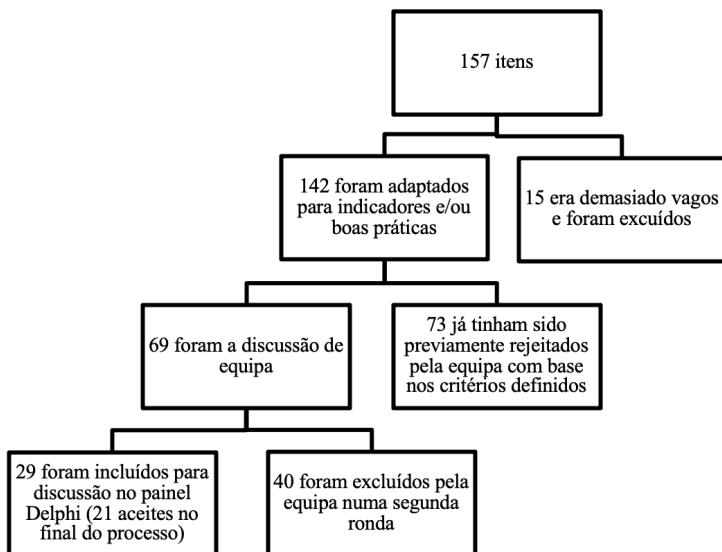 157 itens
142 foram adaptados
para indicadores e/ou
boas práticas
15 era demasiado vagos
e foram excuídos
69 foram a discussão de
equipa
73 já tinham sido
previamente rejeitados
pela equipa com base
nos critérios definidos
29 foram incluídos para
discussão no painel
Delphi (21 aceites no
final do processo)
40 foram excluídos pela
equipa numa segunda
ronda